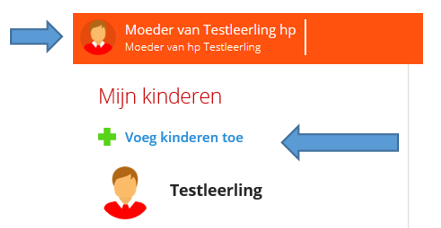 Moeder van Testleerling hp
Moeder van hp Testleerling
Mijn kinderen
Voeg kinderen toe
Testleerling